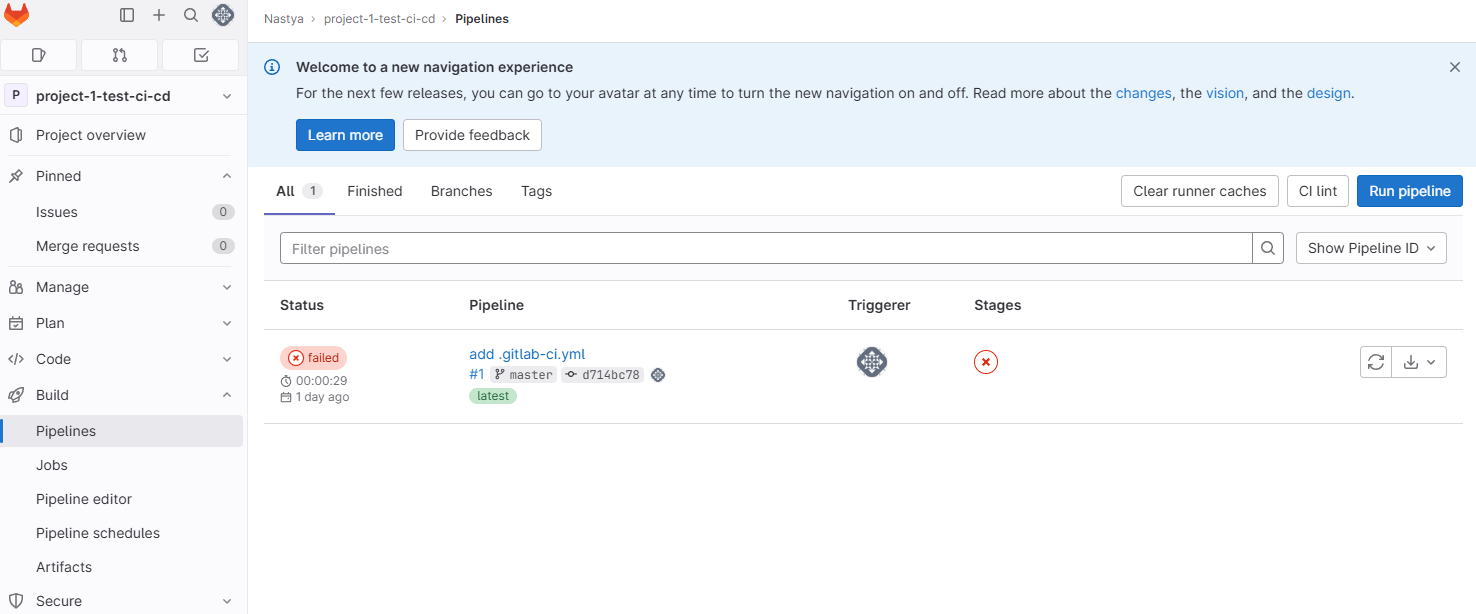 Nastya › project-1-test-ci-cd › Pipelines
P project-1-test-ci-cd
Project overview
Pinned
Issues 0
Merge requests 0
Manage
Plan
Code
Build
Pipelines
Jobs
Pipeline editor
Pipeline schedules
Artifacts
Secure
Welcome to a new navigation experience
For the next few releases, you can go to your avatar at any time to turn the new navigation on and off. Read more about the changes, the vision, and the design.
Learn more Provide feedback
All 1 Finished Branches Tags Clear runner caches CI lint Run pipeline
Filter pipelines Show Pipeline ID
Status Pipeline Triggerer Stages
failed
00:00:29
1 day ago
add .gitlab-ci.yml
#1 master d714bc78
latest